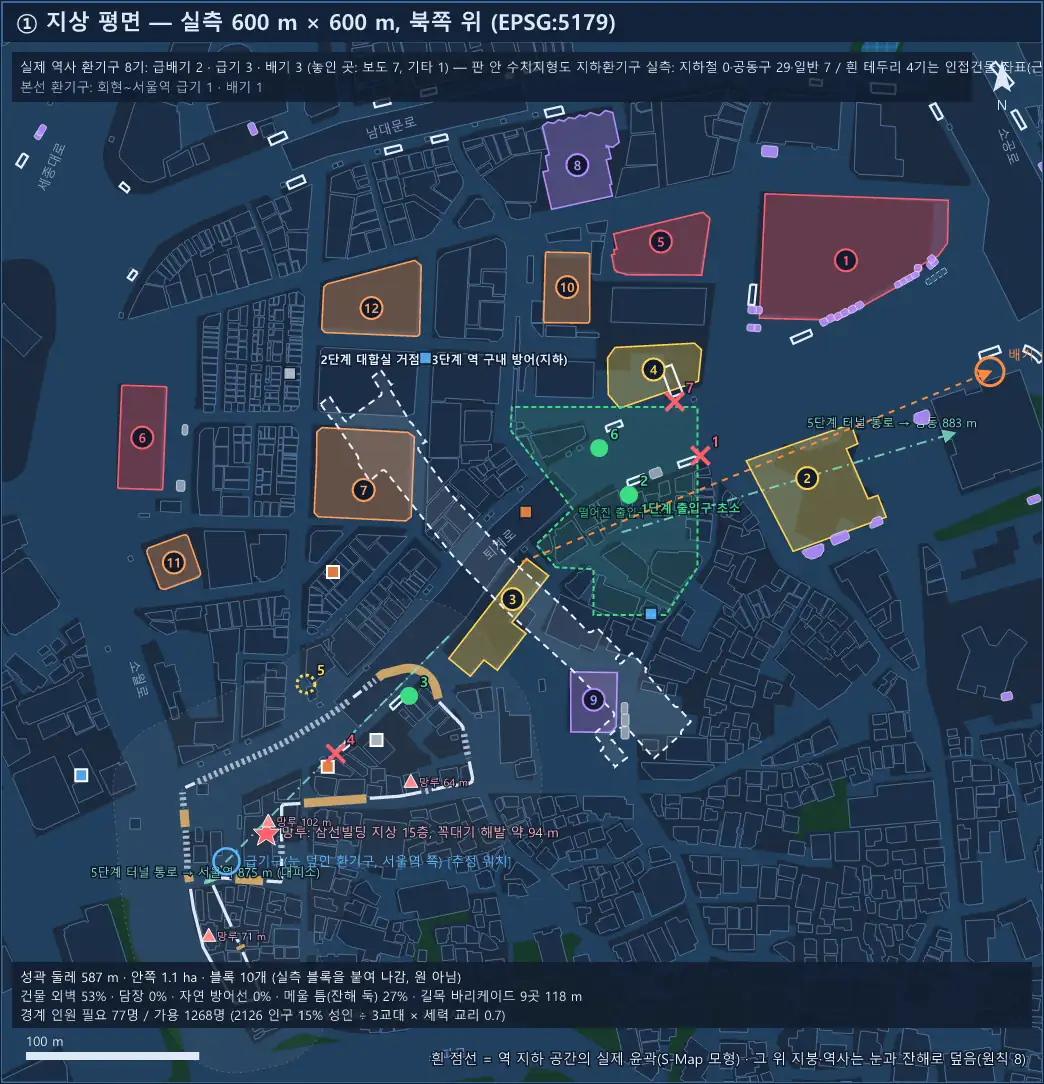 ① 지상 평면 — 실측 600 m × 600 m, 북쪽 위 (EPSG:5179)
실제 역사 환기구 8기: 급배기 2 · 급기 3 · 배기 3 (놓인 곳: 보도 7, 기타 1) — 판 안 수치지형도 지하환기구 실측: 지하철 0·공동구 29·일반 7 / 흰 테두리 4기는 인접건물 좌표(근
본선 환기구: 회현~서울역 급기 1 · 배기 1
N
남대문로
세종대로
소공로
8
5
1
10
12
2단계 대합실 거점
3단계 역 구내 방어(지하)
4
7
배기
5단계 터널 통로 → 명동 883 m
6
6
1
2
7
2
떨어진 출입구
1단계 출입구 초소
퇴계로
11
3
5
3
소월로
9
4
망루 64 m
망루 102 m
망루: 삼선빌딩 지상 15층, 꼭대기 해발 약 94 m
급기구(눈 덮인 환기구, 서울역 쪽) [추정 위치]
5단계 터널 통로 → 서울역 875 m (대피소)
망루 71 m
성곽 둘레 587 m · 안쪽 1.1 ha · 블록 10개 (실측 블록을 붙여 나감, 원 아님)
건물 외벽 53% · 담장 0% · 자연 방어선 0% · 메울 틈(잔해 둑) 27% · 길목 바리케이드 9곳 118 m
경계 인원 필요 77명 / 가용 1268명 (2126 인구 15% 성인 ÷ 3교대 × 세력 교리 0.7)
100 m
흰 점선 = 역 지하 공간의 실제 윤곽(S-Map 모형) · 그 위 지붕·역사는 눈과 잔해로 덮음(원칙 8)